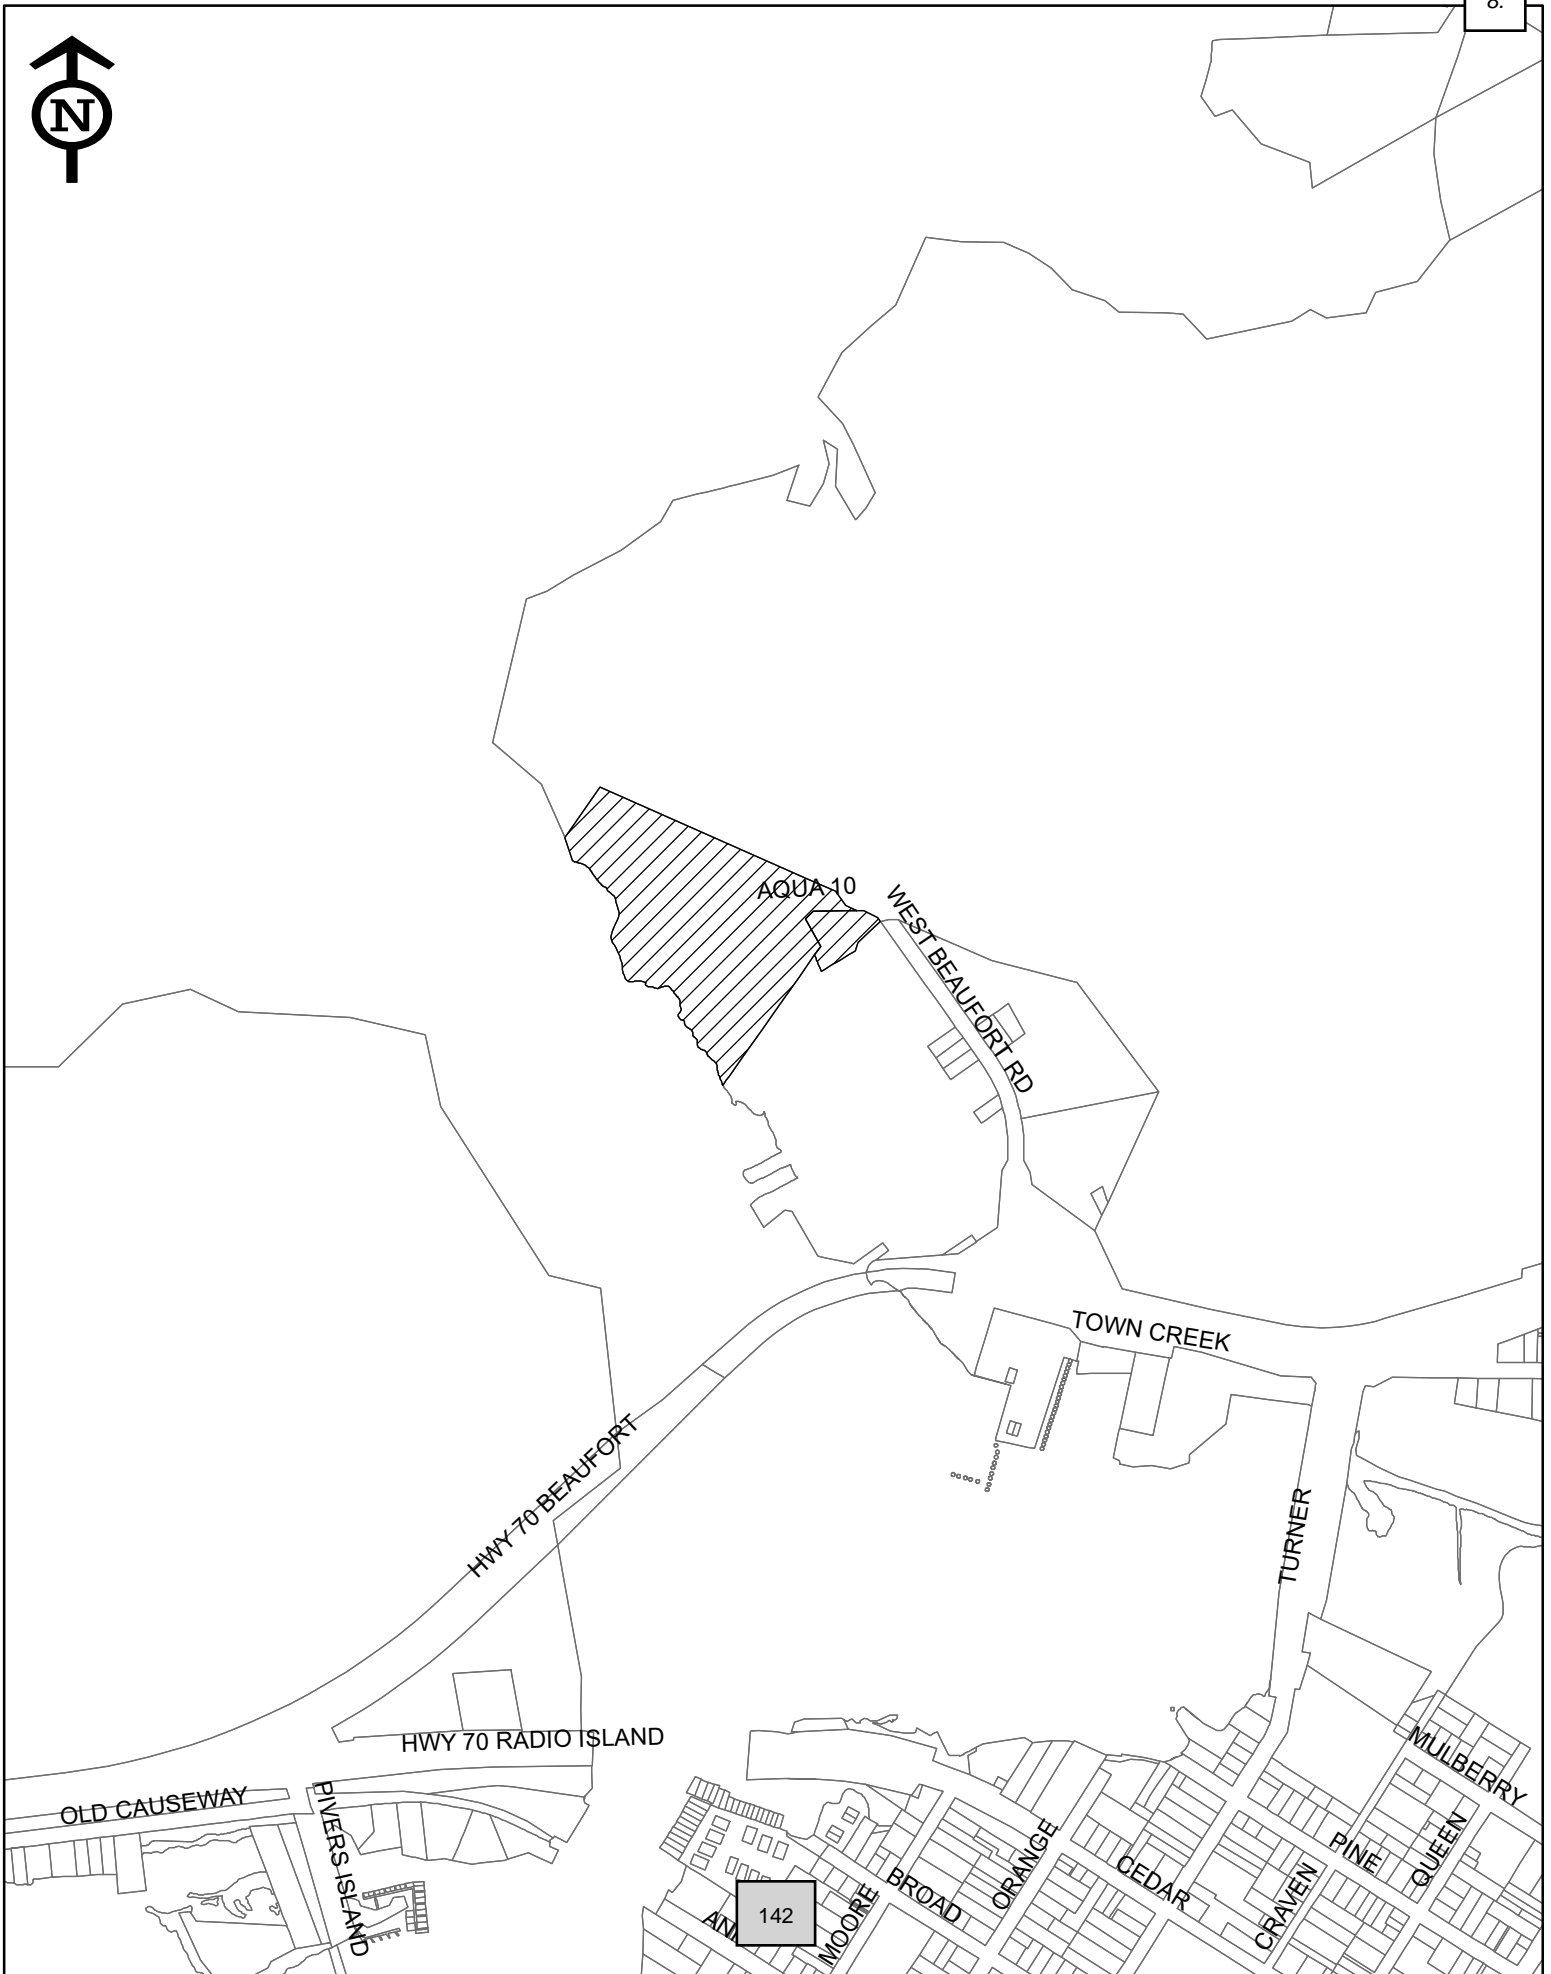 8.
N
AQUA 10
WEST BEAUFORT RD
TOWN CREEK
HWY 70 BEAUFORT
TURNER
HWY 70 RADIO ISLAND
OLD CAUSEWAY
PIVERS ISLAND
MULBERRY
PINE
QUEEN
ORANGE
CEDAR
CRAVEN
BROAD
MOORE
142